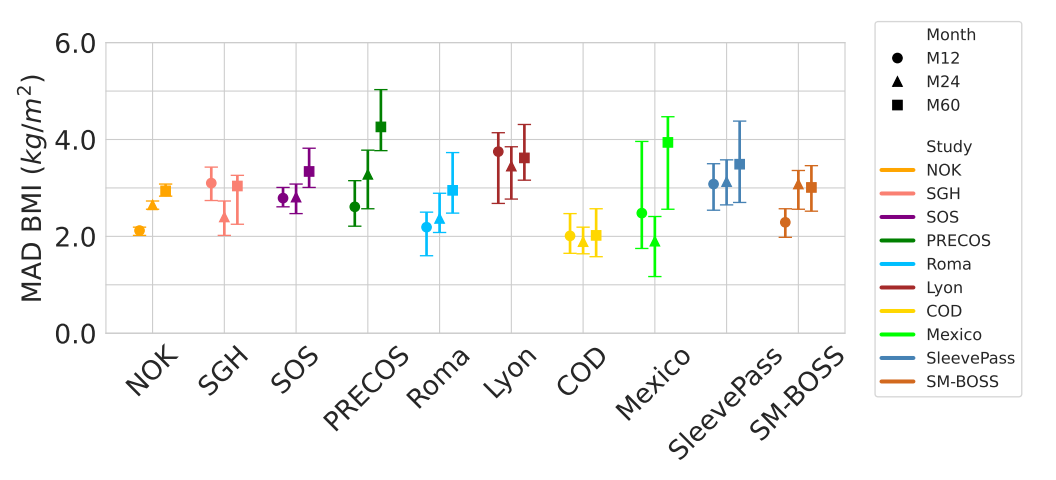 6.0
4.0
2.0
0.0
MAD BMI (kg/m²)
NOK
SGH
SOS
PRECOS
Roma
Lyon
COD
Mexico
SleevePass
SM-BOSS
Month
M12
M24
M60
Study
NOK
SGH
SOS
PRECOS
Roma
Lyon
COD
Mexico
SleevePass
SM-BOSS